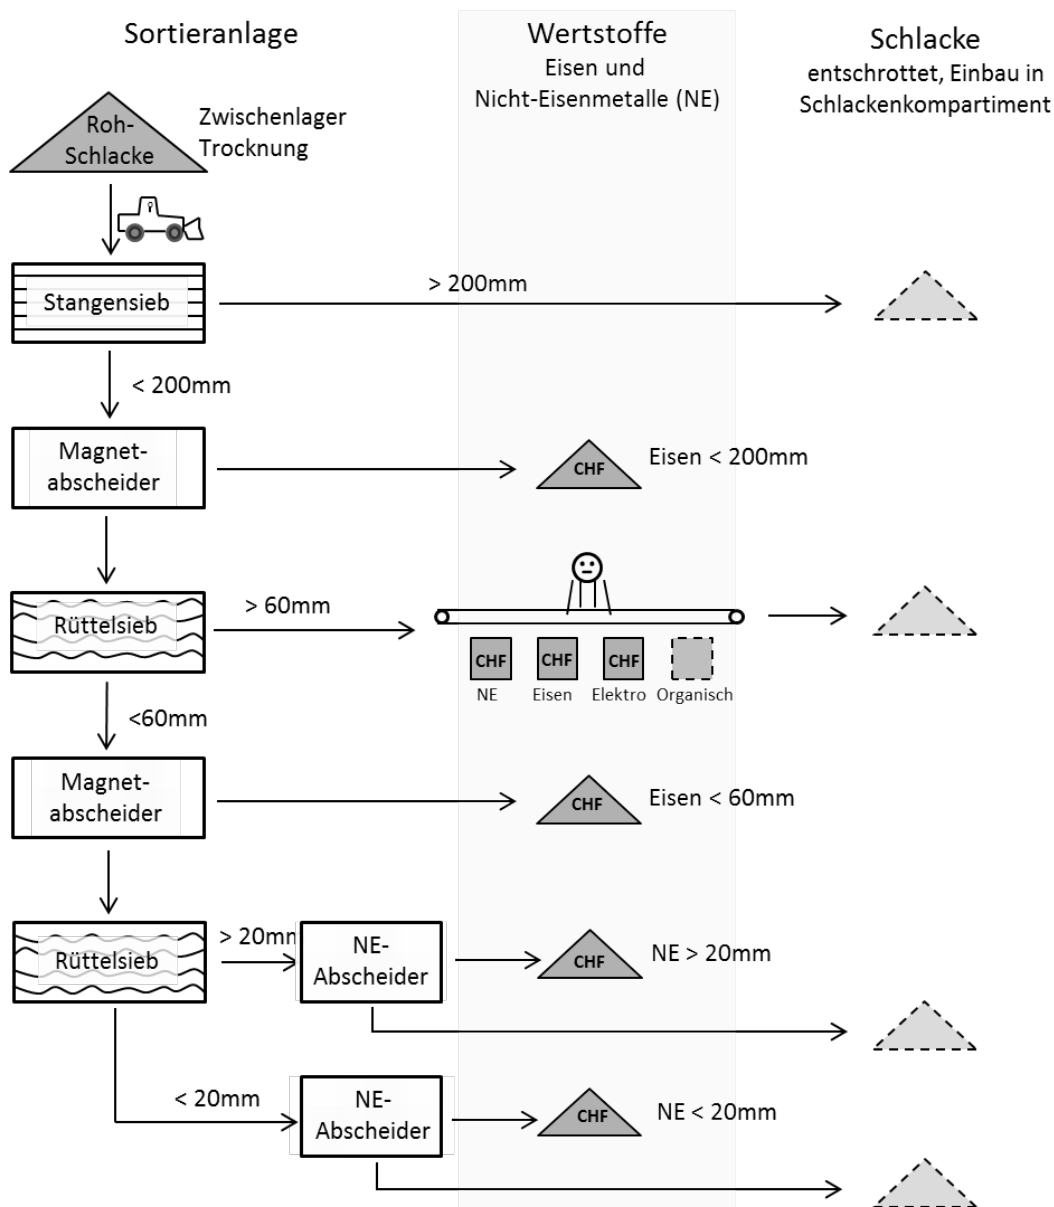 Sortieranlage
Wertstoffe
Eisen und
Nicht-Eisenmetalle (NE)
Schlacke
entschrottet, Einbau in
Schlackenkompartiment
Roh-
Schlacke
Zwischenlager
Trocknung
Stangensieb
> 200mm
< 200mm
Magnet-
abscheider
CHF
Eisen < 200mm
Rüttelsieb
> 60mm
CHF
CHF
CHF
NE
Eisen
Elektro
Organisch
<60mm
Magnet-
abscheider
CHF
Eisen < 60mm
Rüttelsieb
> 20mm
NE-
Abscheider
CHF
NE > 20mm
< 20mm
NE-
Abscheider
CHF
NE < 20mm